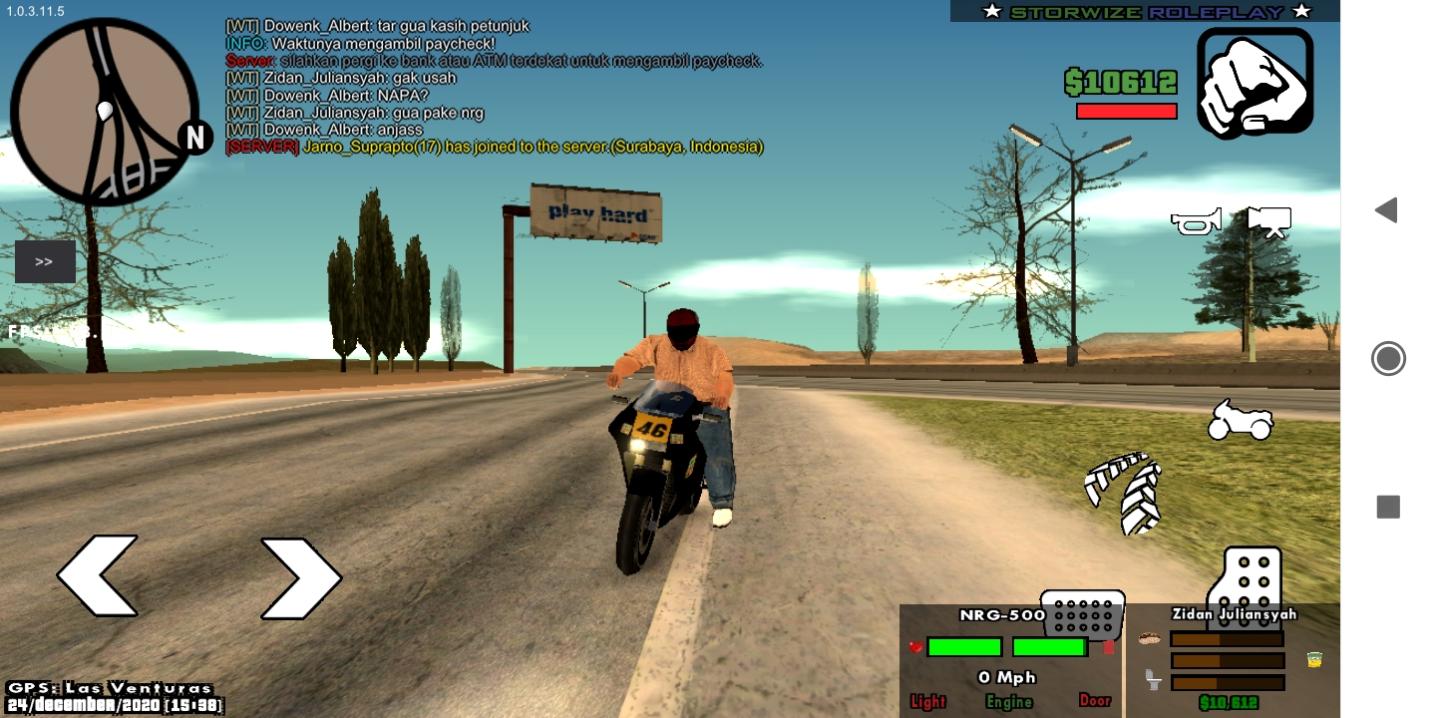 1.0.3.11.5
★ STORWIZE ROLEPLAY ★
[WT] Dowenk_Albert: tar gua kasih petunjuk
INFO: Waktunya mengambil paycheck!
Server: silahkan pergi ke bank atau ATM terdekat untuk mengambil paycheck.
[WT] Zidan_Juliansyah: gak usah
[WT] Dowenk_Albert: NAPA?
[WT] Zidan_Juliansyah: gua pake nrg
[WT] Dowenk_Albert: anjass
[SERVER] Jarno_Suprapto(17) has joined to the server.(Surabaya, Indonesia)
$10612
N
play hard
>>
46
NRG-500
Zidan Juliansyah
0 Mph
Light Engine Door
$10,612
GPS: Las Venturas
24/december/2020 [15:38]